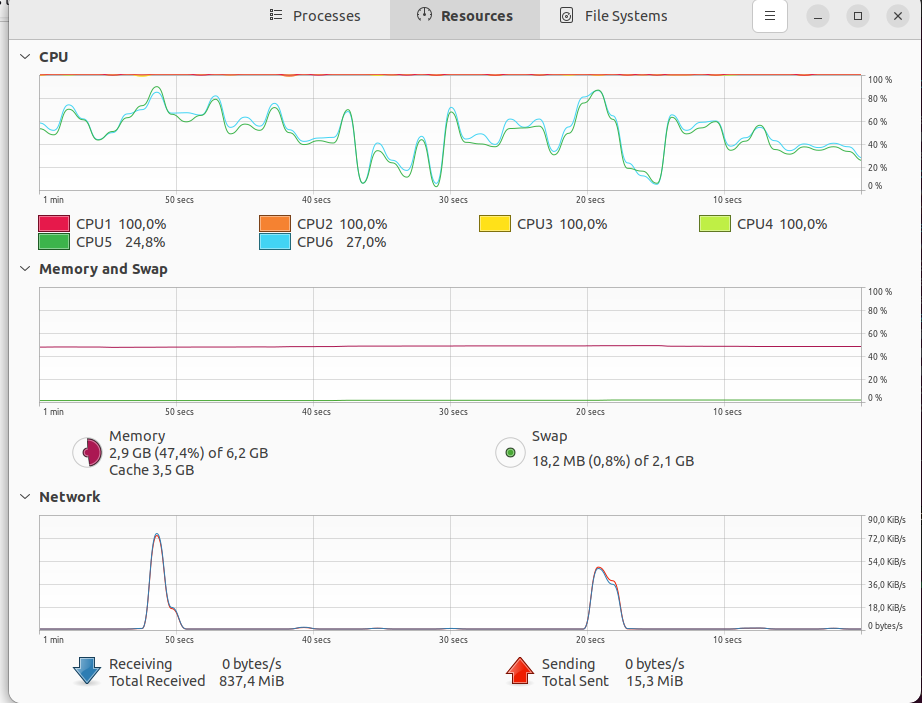 Processes Resources File Systems
CPU
100 %
80 %
60 %
40 %
20 %
0 %
1 min 50 secs 40 secs 30 secs 20 secs 10 secs
CPU1 100,0% CPU2 100,0% CPU3 100,0% CPU4 100,0%
CPU5 24,8% CPU6 27,0%
Memory and Swap
100 %
80 %
60 %
40 %
20 %
0 %
1 min 50 secs 40 secs 30 secs 20 secs 10 secs
Memory
2,9 GB (47,4%) of 6,2 GB
Cache 3,5 GB
Swap
18,2 MB (0,8%) of 2,1 GB
Network
90,0 KiB/s
72,0 KiB/s
54,0 KiB/s
36,0 KiB/s
18,0 KiB/s
0 bytes/s
1 min 50 secs 40 secs 30 secs 20 secs 10 secs
Receiving 0 bytes/s
Total Received 837,4 MiB
Sending 0 bytes/s
Total Sent 15,3 MiB